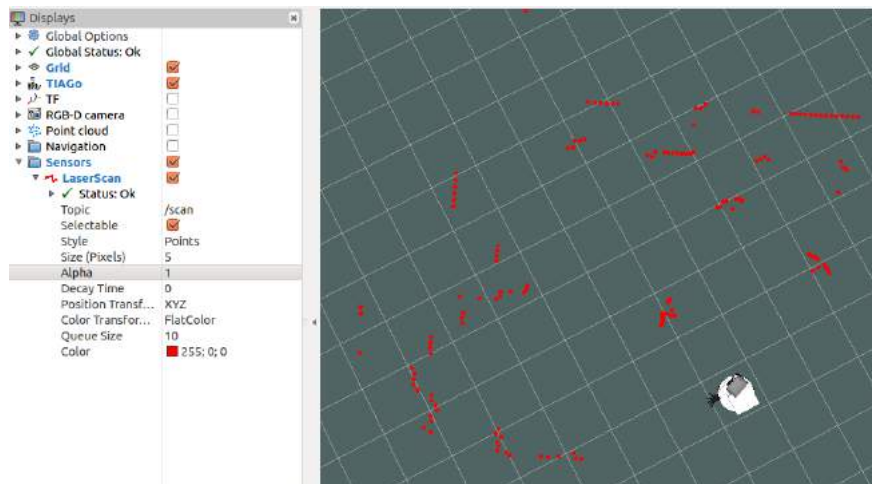 Displays
Global Options
Global Status: Ok
Grid
TIAGo
TF
RGB-D camera
Point cloud
Navigation
Sensors
LaserScan
Status: Ok
Topic /scan
Selectable
Style Points
Size (Pixels) 5
Alpha 1
Decay Time 0
Position Transf... XYZ
Color Transfor... FlatColor
Queue Size 10
Color 255; 0; 0